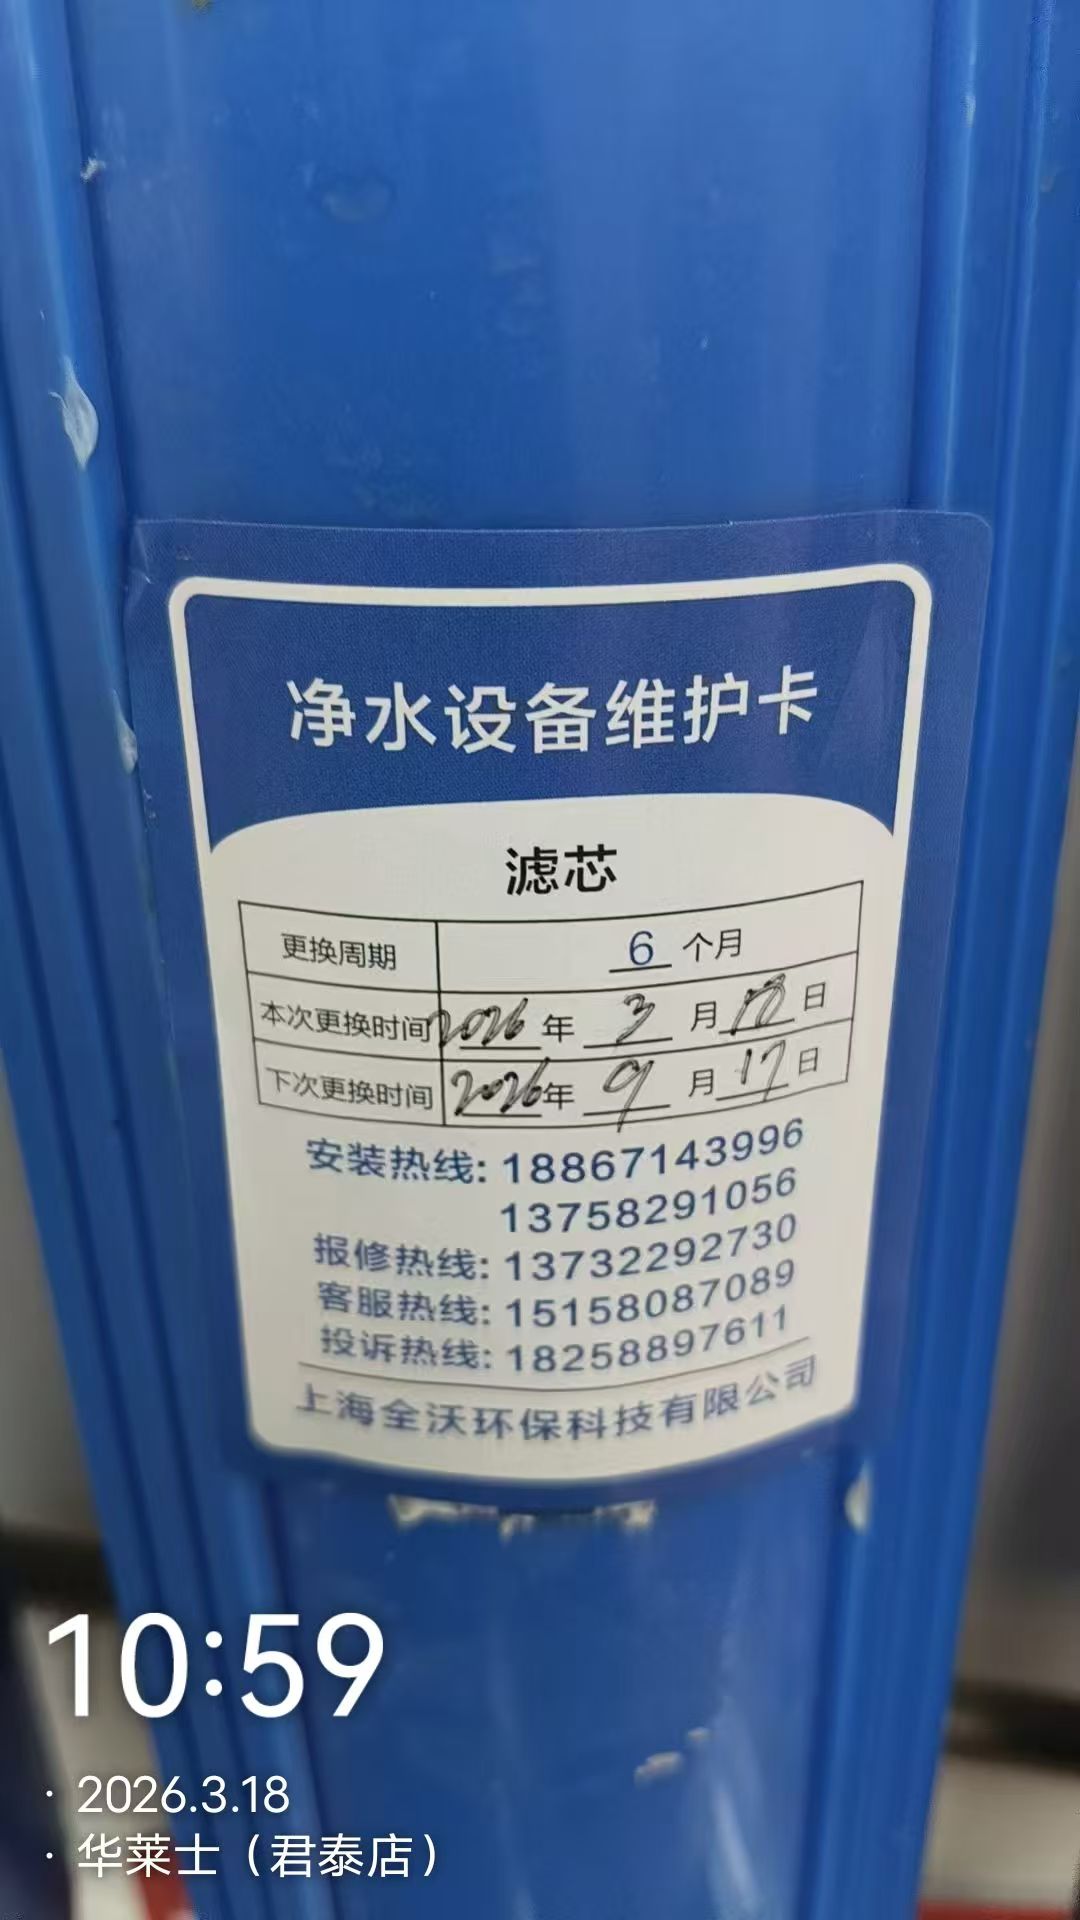 净水设备维护卡
滤芯
更换周期 6 个月
本次更换时间 2026 年 3 月 18 日
下次更换时间 2026 年 9 月 17 日
安装热线: 18867143996
13758291056
报修热线: 13732292730
客服热线: 15158087089
投诉热线: 18258897611
上海全沃环保科技有限公司
10:59
· 2026.3.18
· 华莱士（君泰店）